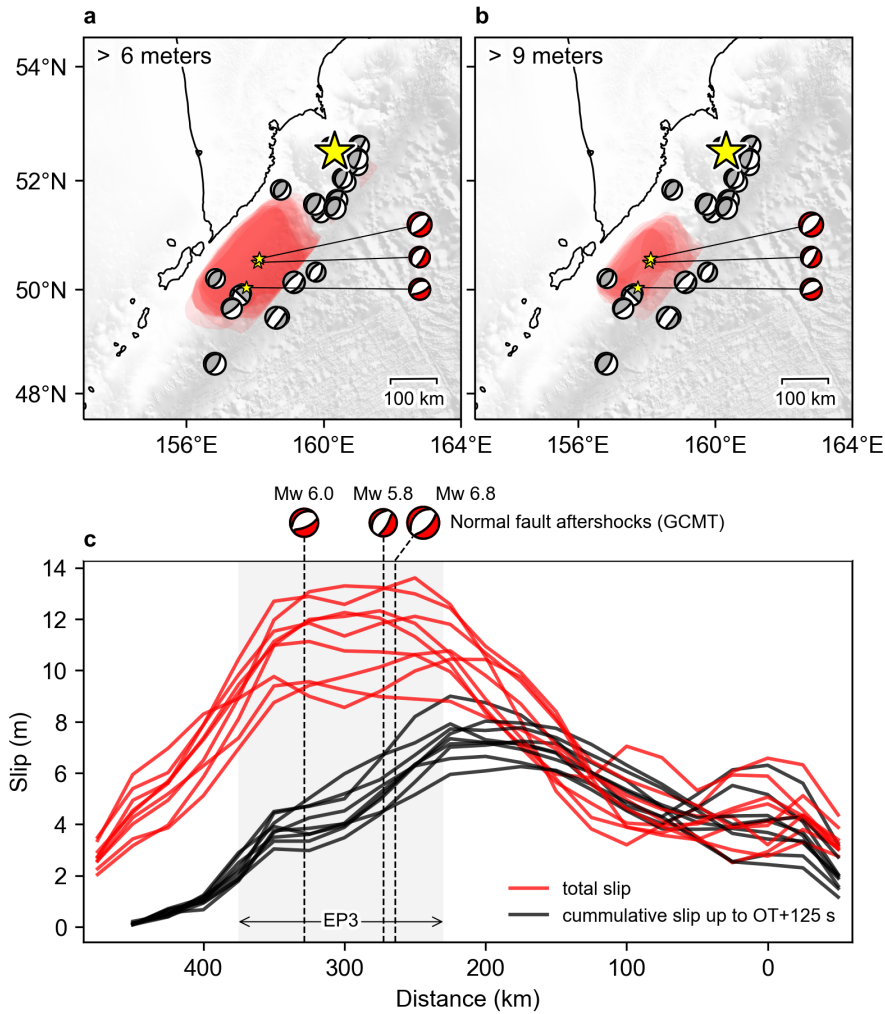 a
b
> 6 meters
> 9 meters
54°N
52°N
50°N
48°N
100 km
100 km
156°E
160°E
164°E
156°E
160°E
164°E
Mw 6.0
Mw 5.8
Mw 6.8
Normal fault aftershocks (GCMT)
c
14
12
10
8
6
4
2
0
Slip (m)
EP3
total slip
cummulative slip up to OT+125 s
400
300
200
100
0
Distance (km)